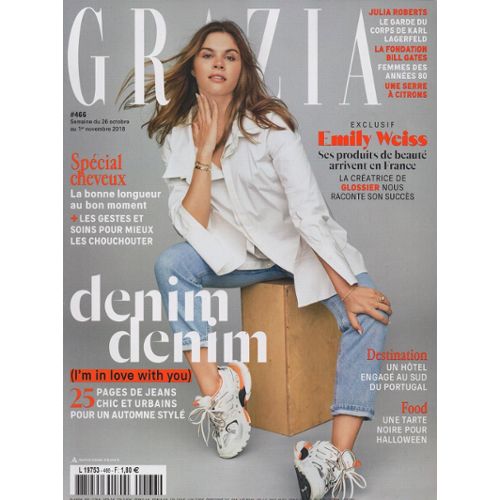 GRAZIA
JULIA ROBERTS
LE GARDE DU
CORPS DE KARL
LAGERFELD
LA FONDATION
BILL GATES
FEMMES DES
ANNÉES 80
UNE SERRE
À CITRONS
#466
Semaine du 26 octobre
au 1er novembre 2018
EXCLUSIF
Emily Weiss
Ses produits de beauté
arrivent en France
LA CRÉATRICE DE
GLOSSIER NOUS
RACONTE SON SUCCÈS
Spécial
cheveux
La bonne longueur
au bon moment
+ LES GESTES ET
SOINS POUR MIEUX
LES CHOUCHOUTER
denim
denim
(I'm in love with you)
25 PAGES DE JEANS
CHIC ET URBAINS
POUR UN AUTOMNE STYLÉ
Destination
UN HÔTEL
ENGAGÉ AU SUD
DU PORTUGAL
Food
UNE TARTE
NOIRE POUR
HALLOWEEN
L 19753 - 466 - F: 1,80 €